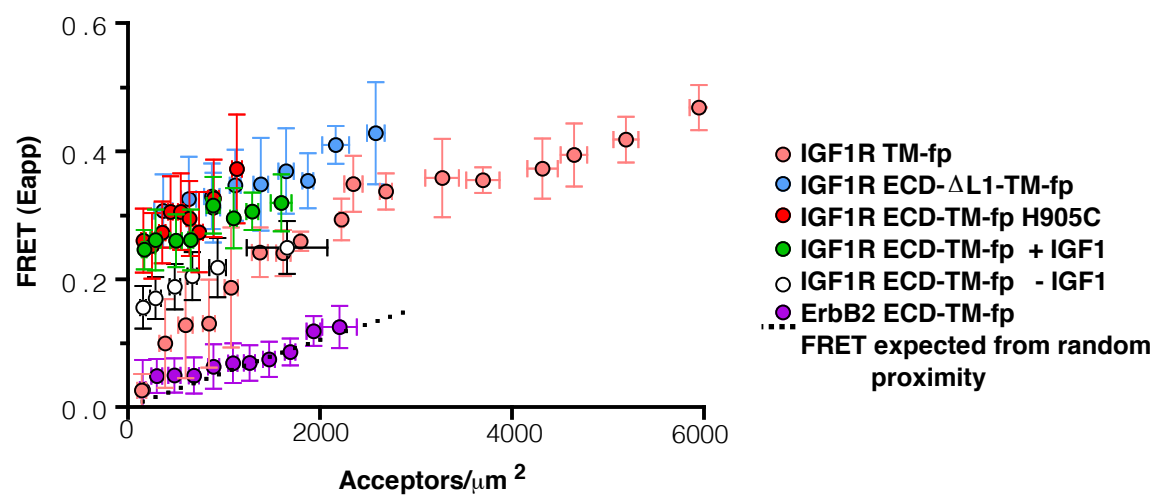 0.6
0.4
0.2
0.0
FRET (Eapp)
0
2000
4000
6000
Acceptors/μm 2
IGF1R TM-fp
IGF1R ECD-ΔL1-TM-fp
IGF1R ECD-TM-fp H905C
IGF1R ECD-TM-fp + IGF1
IGF1R ECD-TM-fp - IGF1
ErbB2 ECD-TM-fp
FRET expected from random
proximity